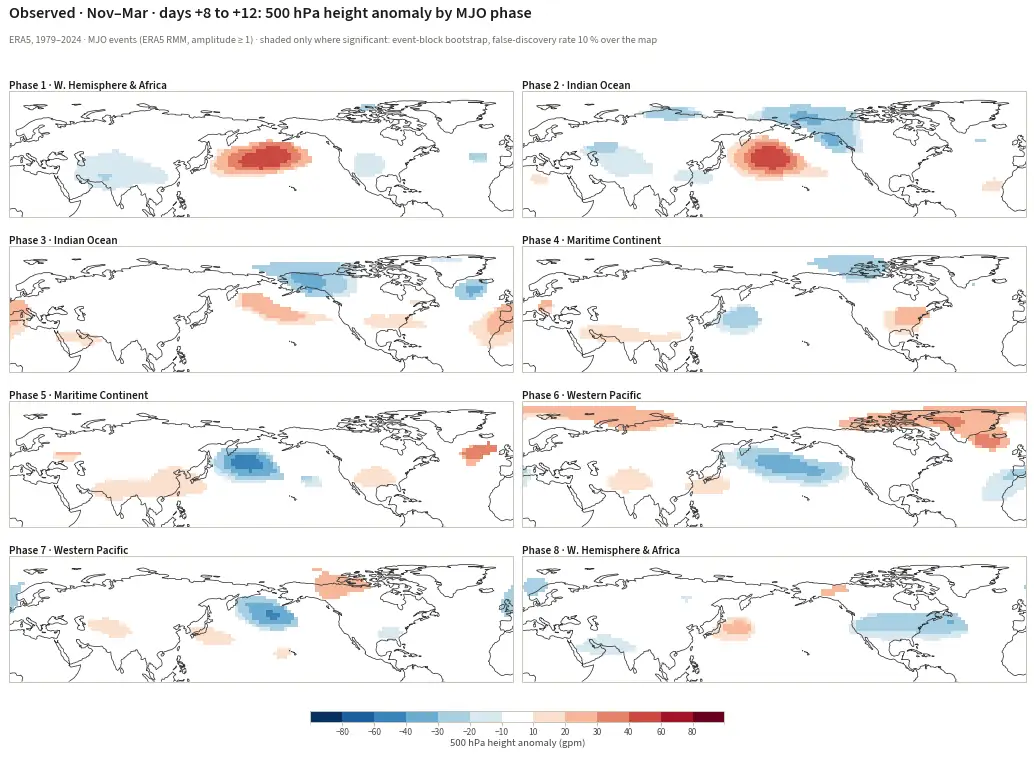 Observed · Nov–Mar · days +8 to +12: 500 hPa height anomaly by MJO phase
ERA5, 1979–2024 · MJO events (ERA5 RMM, amplitude ≥ 1) · shaded only where significant: event-block bootstrap, false-discovery rate 10 % over the map
Phase 1 · W. Hemisphere & Africa
Phase 2 · Indian Ocean
Phase 3 · Indian Ocean
Phase 4 · Maritime Continent
Phase 5 · Maritime Continent
Phase 6 · Western Pacific
Phase 7 · Western Pacific
Phase 8 · W. Hemisphere & Africa
−80 −60 −40 −30 −20 −10 10 20 30 40 60 80
500 hPa height anomaly (gpm)